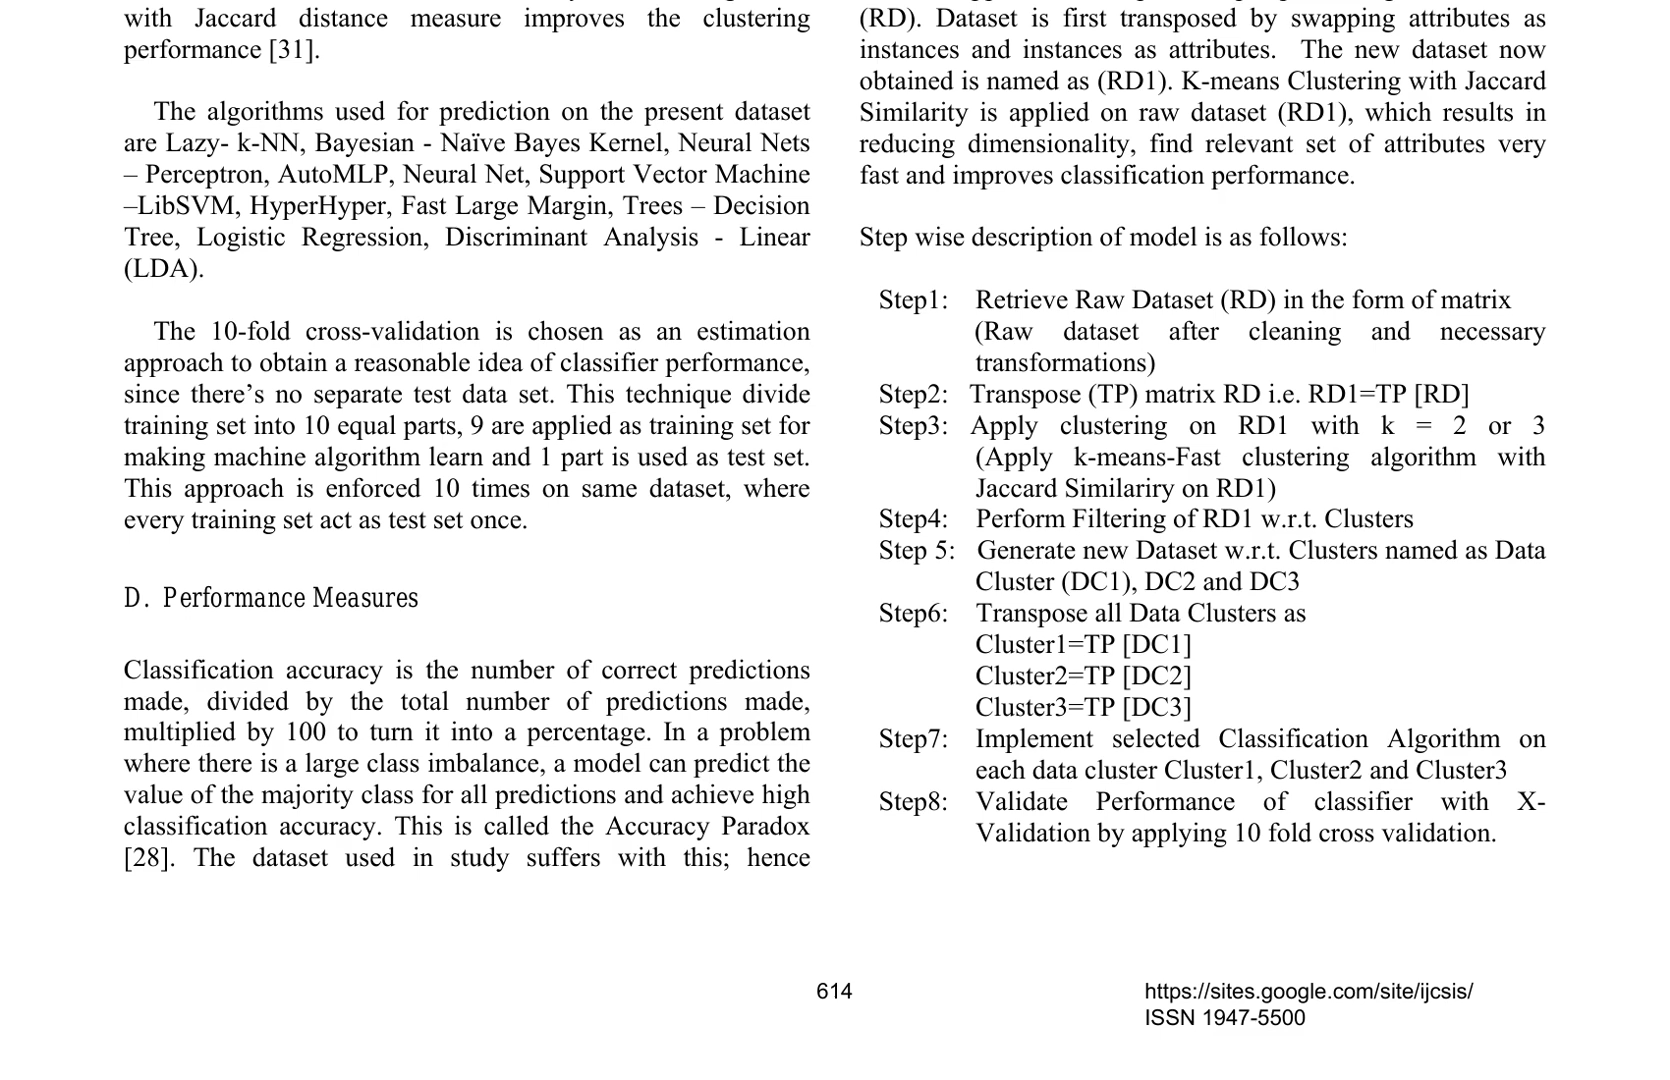 with Jaccard distance measure improves the clustering
performance [31].
The algorithms used for prediction on the present dataset
are Lazy- k-NN, Bayesian - Naïve Bayes Kernel, Neural Nets
– Perceptron, AutoMLP, Neural Net, Support Vector Machine
–LibSVM, HyperHyper, Fast Large Margin, Trees – Decision
Tree, Logistic Regression, Discriminant Analysis - Linear
(LDA).
The 10-fold cross-validation is chosen as an estimation
approach to obtain a reasonable idea of classifier performance,
since there’s no separate test data set. This technique divide
training set into 10 equal parts, 9 are applied as training set for
making machine algorithm learn and 1 part is used as test set.
This approach is enforced 10 times on same dataset, where
every training set act as test set once.
D. Performance Measures
Classification accuracy is the number of correct predictions
made, divided by the total number of predictions made,
multiplied by 100 to turn it into a percentage. In a problem
where there is a large class imbalance, a model can predict the
value of the majority class for all predictions and achieve high
classification accuracy. This is called the Accuracy Paradox
[28]. The dataset used in study suffers with this; hence
(RD). Dataset is first transposed by swapping attributes as
instances and instances as attributes. The new dataset now
obtained is named as (RD1). K-means Clustering with Jaccard
Similarity is applied on raw dataset (RD1), which results in
reducing dimensionality, find relevant set of attributes very
fast and improves classification performance.
Step wise description of model is as follows:
Step1: Retrieve Raw Dataset (RD) in the form of matrix
(Raw dataset after cleaning and necessary
transformations)
Step2: Transpose (TP) matrix RD i.e. RD1=TP [RD]
Step3: Apply clustering on RD1 with k = 2 or 3
(Apply k-means-Fast clustering algorithm with
Jaccard Similariry on RD1)
Step4: Perform Filtering of RD1 w.r.t. Clusters
Step 5: Generate new Dataset w.r.t. Clusters named as Data
Cluster (DC1), DC2 and DC3
Step6: Transpose all Data Clusters as
Cluster1=TP [DC1]
Cluster2=TP [DC2]
Cluster3=TP [DC3]
Step7: Implement selected Classification Algorithm on
each data cluster Cluster1, Cluster2 and Cluster3
Step8: Validate Performance of classifier with X-
Validation by applying 10 fold cross validation.
614
https://sites.google.com/site/ijcsis/
ISSN 1947-5500